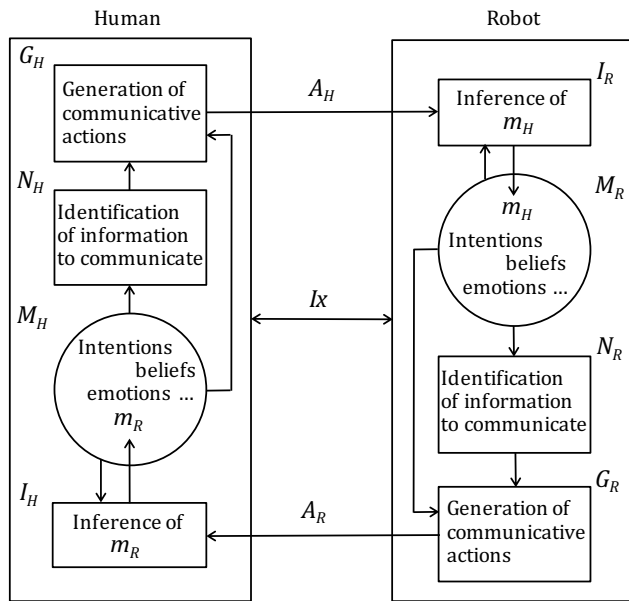 Human
G_H
Generation of
communicative
actions
N_H
Identification
of information
to communicate
M_H
Intentions
beliefs
emotions ...
m_R
I_H
Inference of
m_R
A_H
Ix
A_R
Robot
I_R
Inference of
m_H
M_R
m_H
Intentions
beliefs
emotions ...
N_R
Identification
of information
to communicate
G_R
Generation of
communicative
actions